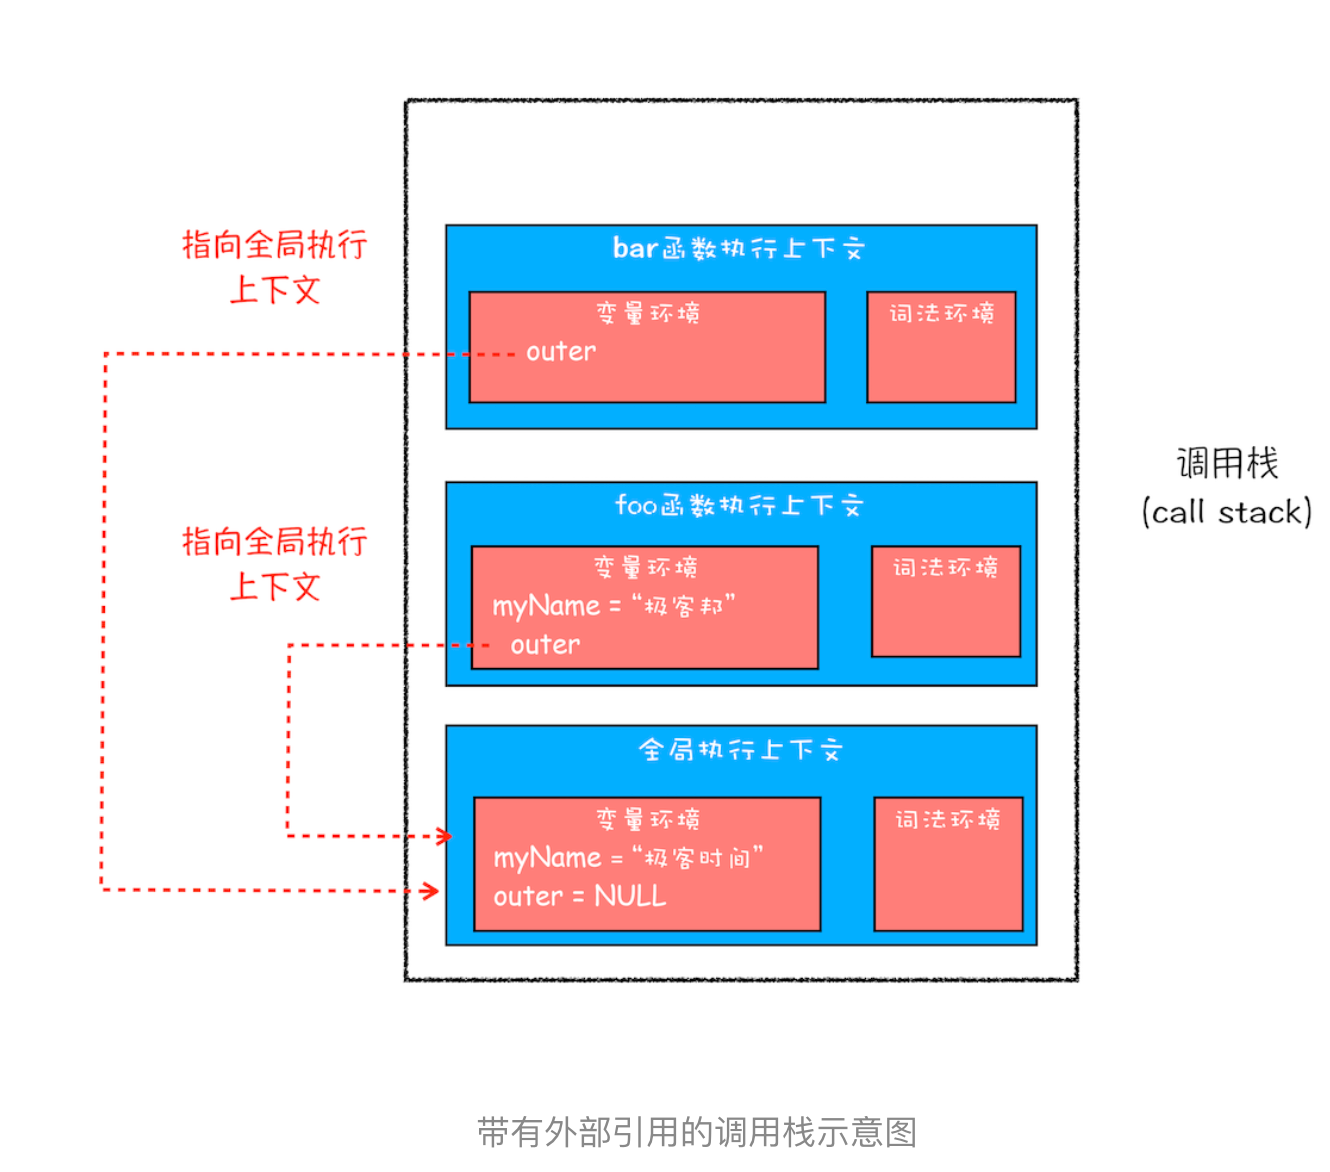 指向全局执行
上下文
bar函数执行上下文
变量环境
词法环境
outer
调用栈
(call stack)
指向全局执行
上下文
foo函数执行上下文
变量环境
词法环境
myName = “极客邦”
outer
全局执行上下文
变量环境
词法环境
myName = “极客时间”
outer = NULL
带有外部引用的调用栈示意图